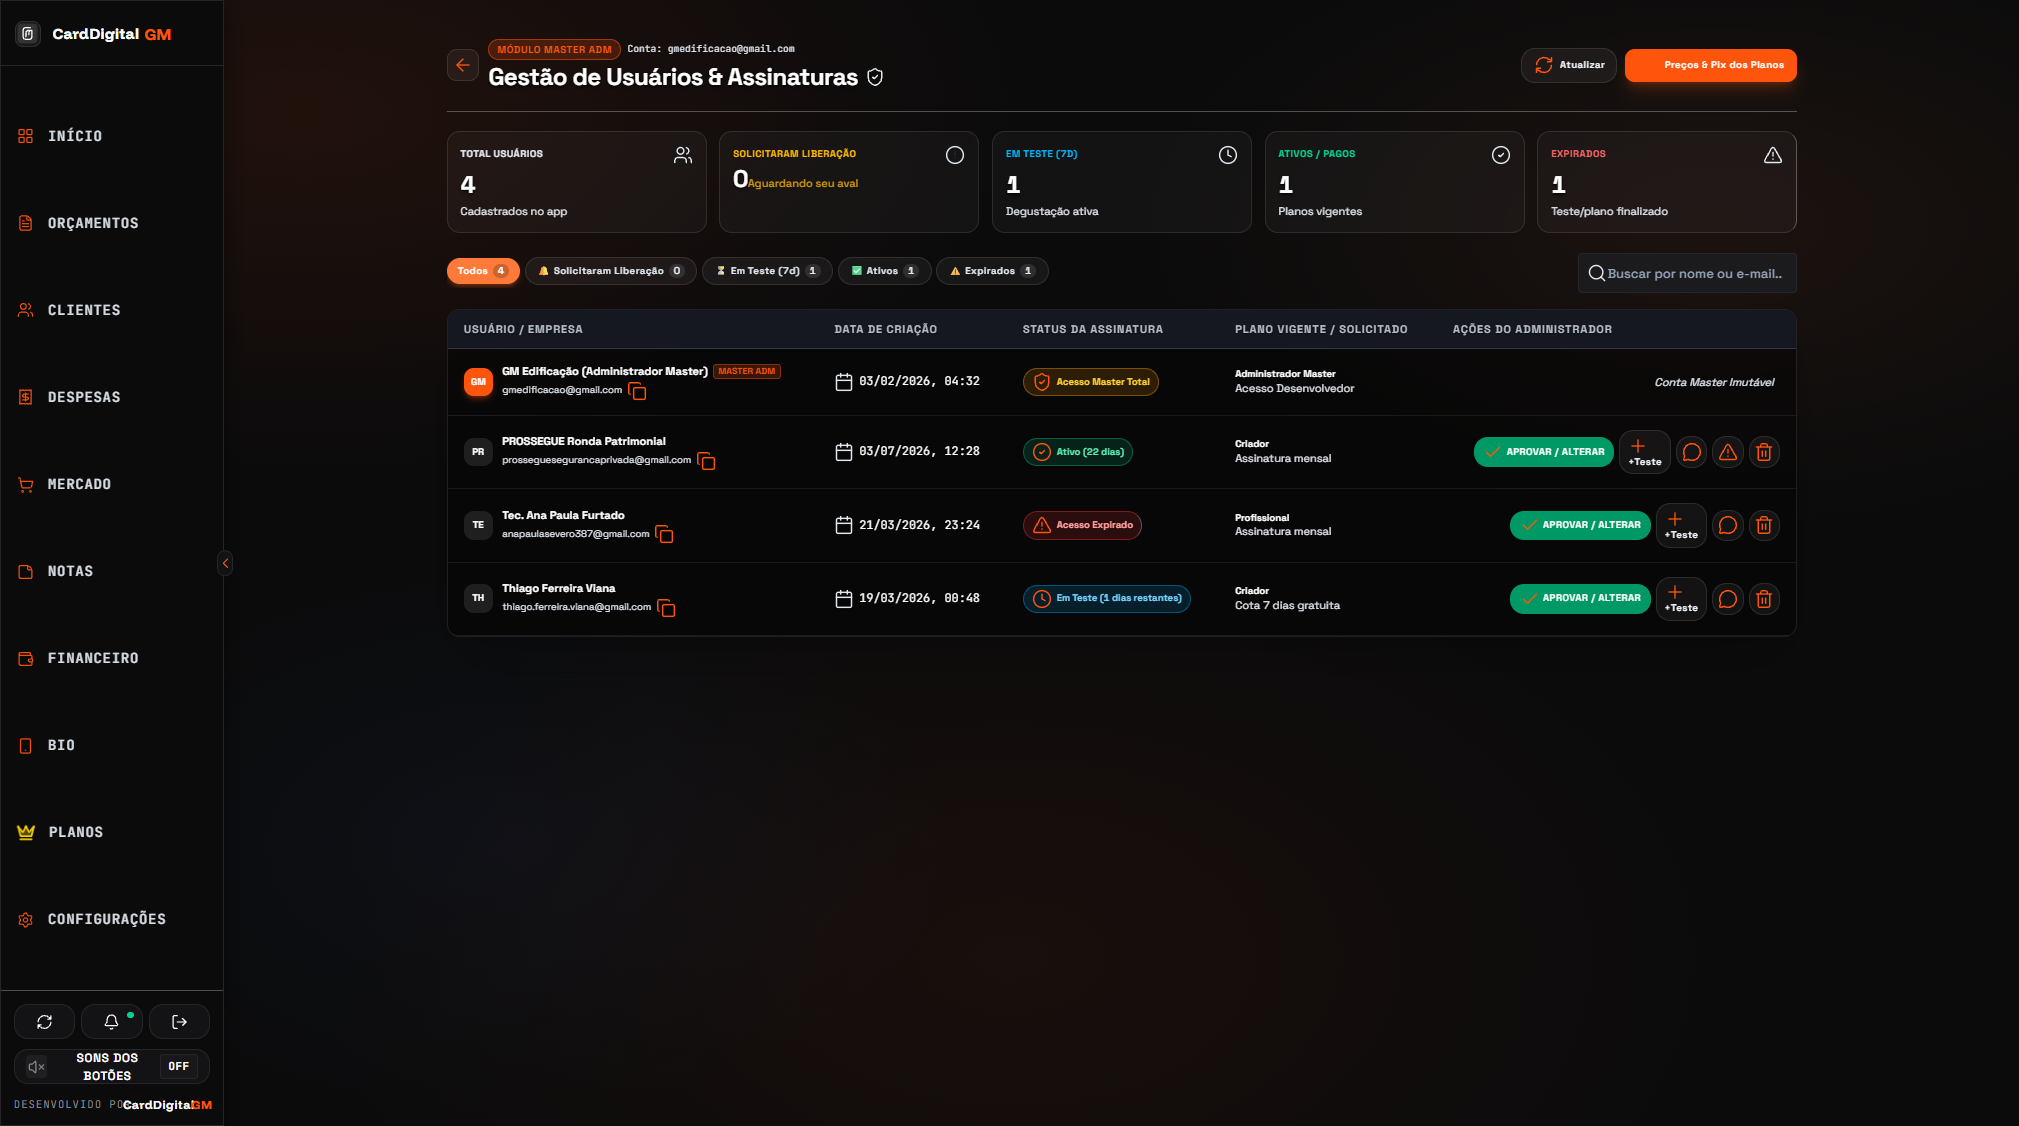 CardDigital GM
INÍCIO
ORÇAMENTOS
CLIENTES
DESPESAS
MERCADO
NOTAS
FINANCEIRO
BIO
PLANOS
CONFIGURAÇÕES
SONS DOS BOTÕES OFF
DESENVOLVIDO PO CardDigitalGM
MÓDULO MASTER ADM Conta: gmedificacao@gmail.com
Gestão de Usuários & Assinaturas
Atualizar
Preços & Pix dos Planos
TOTAL USUÁRIOS
4
Cadastrados no app
SOLICITARAM LIBERAÇÃO
0 Aguardando seu aval
EM TESTE (7D)
1
Degustação ativa
ATIVOS / PAGOS
1
Planos vigentes
EXPIRADOS
1
Teste/plano finalizado
Todos 4
Solicitaram Liberação 0
Em Teste (7d) 1
Ativos 1
Expirados 1
Buscar por nome ou e-mail..
USUÁRIO / EMPRESA DATA DE CRIAÇÃO STATUS DA ASSINATURA PLANO VIGENTE / SOLICITADO AÇÕES DO ADMINISTRADOR
GM
GM Edificação (Administrador Master) MASTER ADM
gmedificacao@gmail.com
03/02/2026, 04:32
Acesso Master Total
Administrador Master
Acesso Desenvolvedor
Conta Master Imutável
PR
PROSSEGUE Ronda Patrimonial
prosseguesegurancaprivada@gmail.com
03/07/2026, 12:28
Ativo (22 dias)
Criador
Assinatura mensal
APROVAR / ALTERAR
+Teste
TE
Tec. Ana Paula Furtado
anapaulasevero387@gmail.com
21/03/2026, 23:24
Acesso Expirado
Profissional
Assinatura mensal
APROVAR / ALTERAR
+Teste
TH
Thiago Ferreira Viana
thiago.ferreira.viana@gmail.com
19/03/2026, 00:48
Em Teste (1 dias restantes)
Criador
Cota 7 dias gratuita
APROVAR / ALTERAR
+Teste